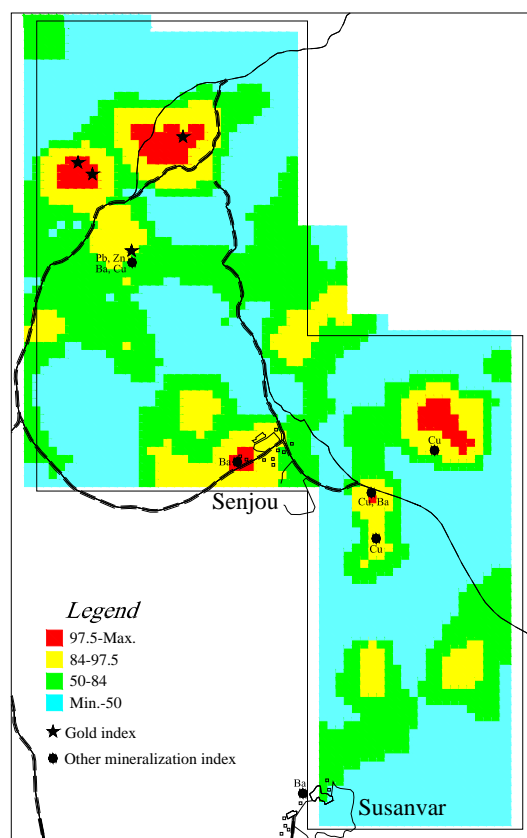 Pb, Zn
Ba, Cu
Cu
Ba
Cu, Ba
Senjou
Cu
Legend
97.5-Max.
84-97.5
50-84
Min.-50
Gold index
Other mineralization index
Ba
Susanvar